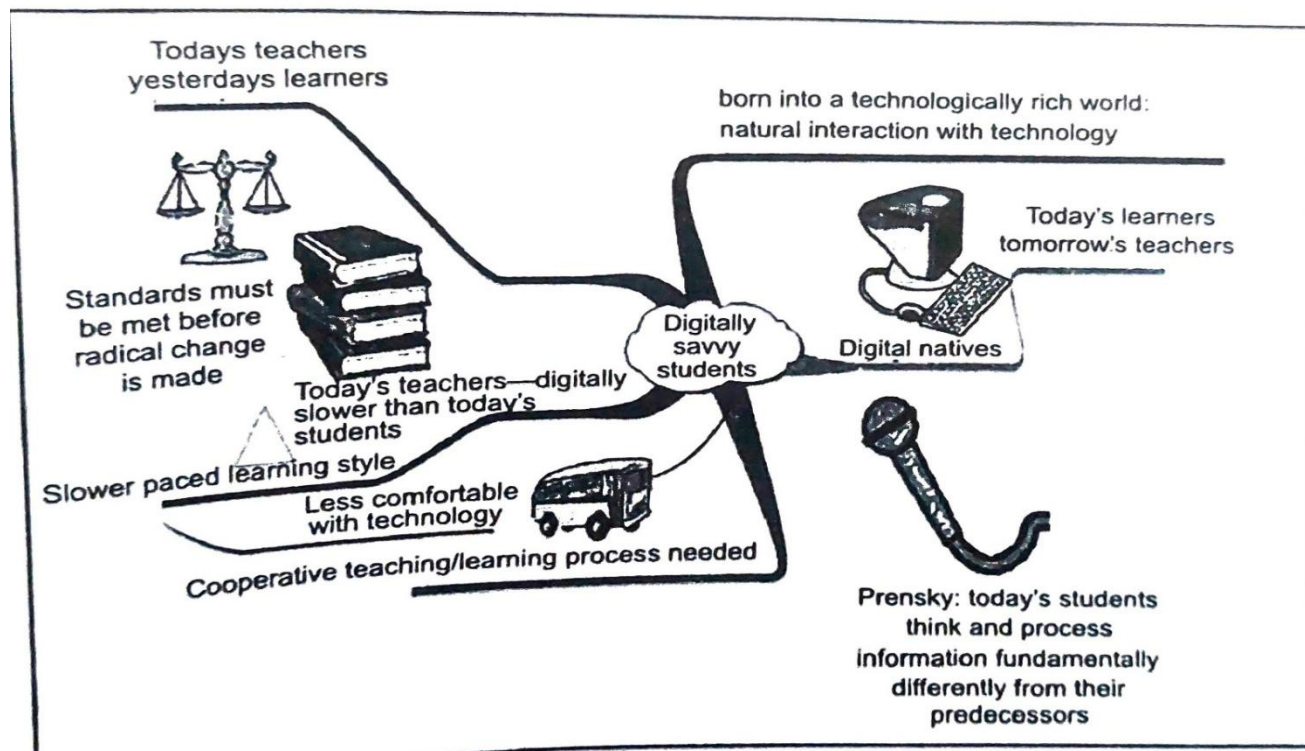 Todays teachers
yesterdays learners
born into a technologically rich world:
natural interaction with technology
Today's learners
tomorrow's teachers
Standards must
be met before
radical change
is made
Digitally
savvy
students
Digital natives
Today's teachers—digitally
slower than today's
students
Slower paced learning style
Less comfortable
with technology
Cooperative teaching/learning process needed
Prensky: today's students
think and process
information fundamentally
differently from their
predecessors